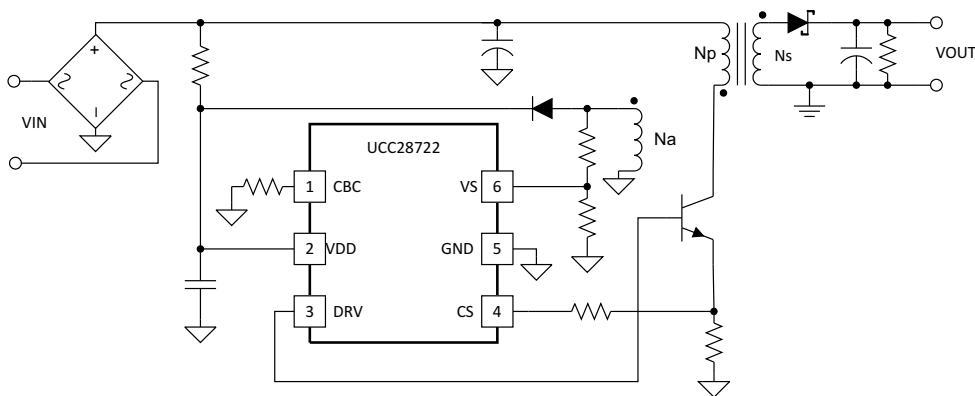 Np
Ns
VOUT
VIN
+
−
Na
UCC28722
1
CBC
VS
6
2
VDD
GND
5
3
DRV
CS
4